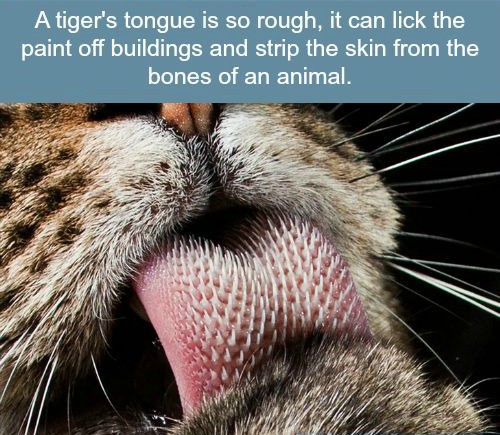 A tiger's tongue is so rough, it can lick the
paint off buildings and strip the skin from the
bones of an animal.